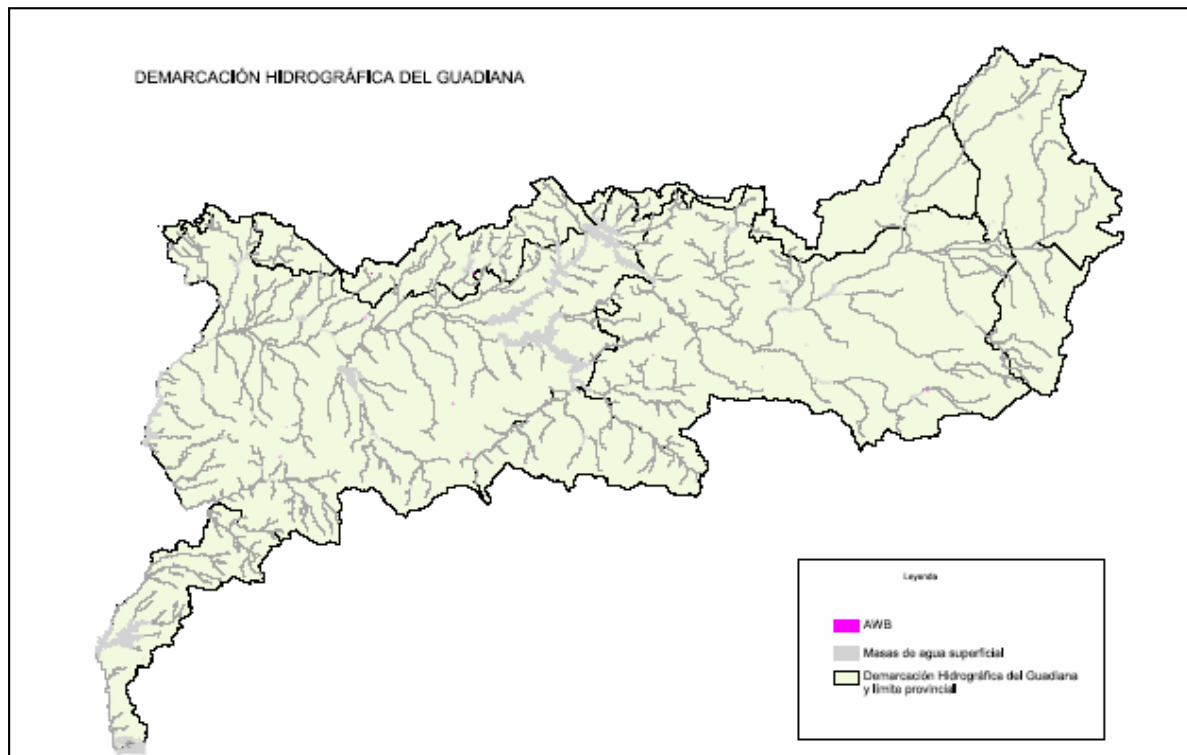 DEMARCACIÓN HIDROGRÁFICA DEL GUADIANA
Leyenda
AWB
Masas de agua superficial
Demarcación Hidrográfica del Guadiana
y límite provincial